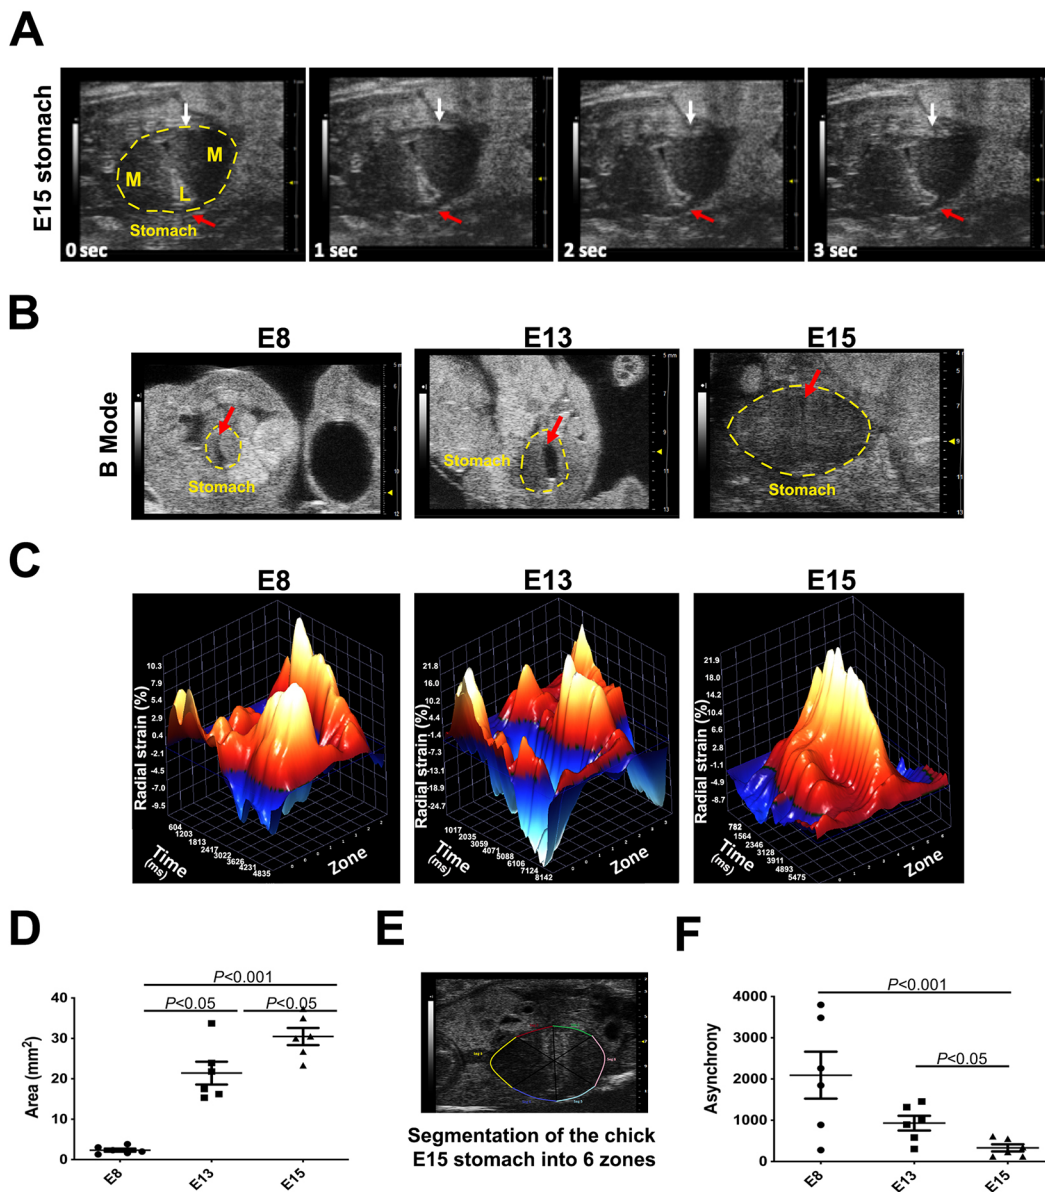 A
E15 stomach
M
M
L
Stomach
0 sec
1 sec
2 sec
3 sec
B
E8
E13
E15
B Mode
Stomach
Stomach
Stomach
C
E8
E13
E15
Radial strain (%)
10.3
7.9
5.4
2.9
0.4
-2.1
-4.5
-7.0
-9.5
604
1203
1813
2417
3022
3626
4231
4835
Time
(ms)
Zone
Radial strain (%)
21.8
16.0
10.2
4.4
-1.4
-7.3
-13.1
-18.9
-24.7
1017
2035
3059
4071
5088
6106
7124
8142
Time
(ms)
Zone
Radial strain (%)
21.9
18.0
14.2
10.4
6.6
2.8
-1.1
-4.9
-8.7
782
1564
2346
3128
3911
4893
5475
Time
(ms)
Zone
D
P<0.001
P<0.05
P<0.05
Area (mm²)
40
30
20
10
0
E8
E13
E15
E
Segmentation of the chick
E15 stomach into 6 zones
F
P<0.001
P<0.05
Asynchrony
4000
3000
2000
1000
0
E8
E13
E15